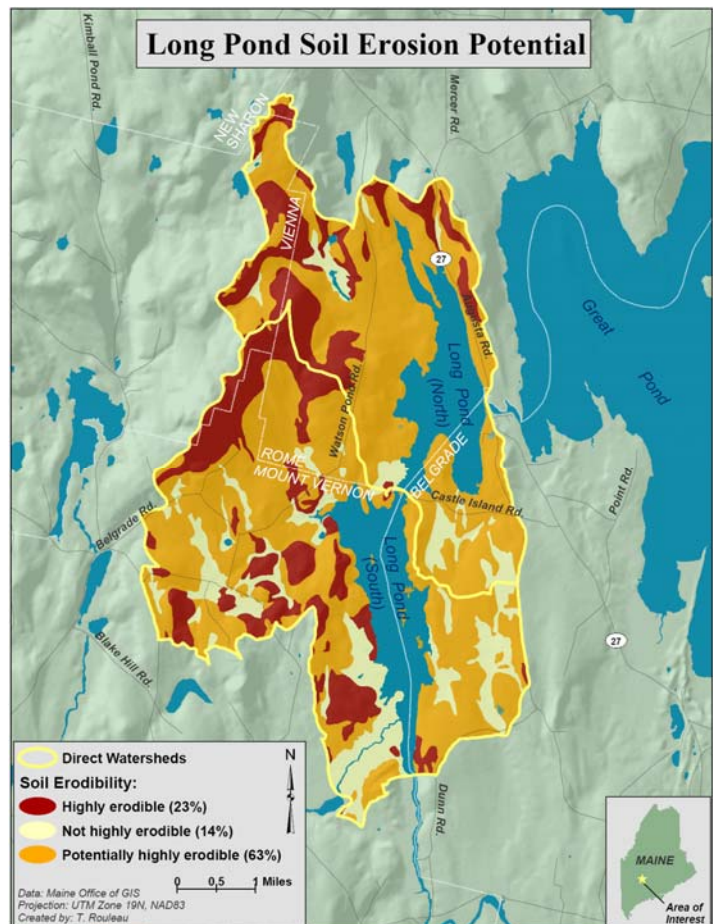 Long Pond Soil Erosion Potential
Kimball Pond Rd.
Mercer Rd.
NEW
SHARON
VIENNA
27
Augusta Rd.
Great
Pond
Long Pond
(North)
Watson Pond Rd.
ROME
MOUNT VERNON
BELGRADE
Castle Island Rd.
Point Rd.
Belgrade Rd.
Long Pond
(South)
27
Blake Hill Rd.
Dunn Rd.
Direct Watersheds
Soil Erodibility:
N
Highly erodible (23%)
Not highly erodible (14%)
Potentially highly erodible (63%)
0 0.5 1 Miles
Data: Maine Office of GIS
Projection: UTM Zone 19N, NAD83
Created by: T. Rouleau
MAINE
Area of
Interest